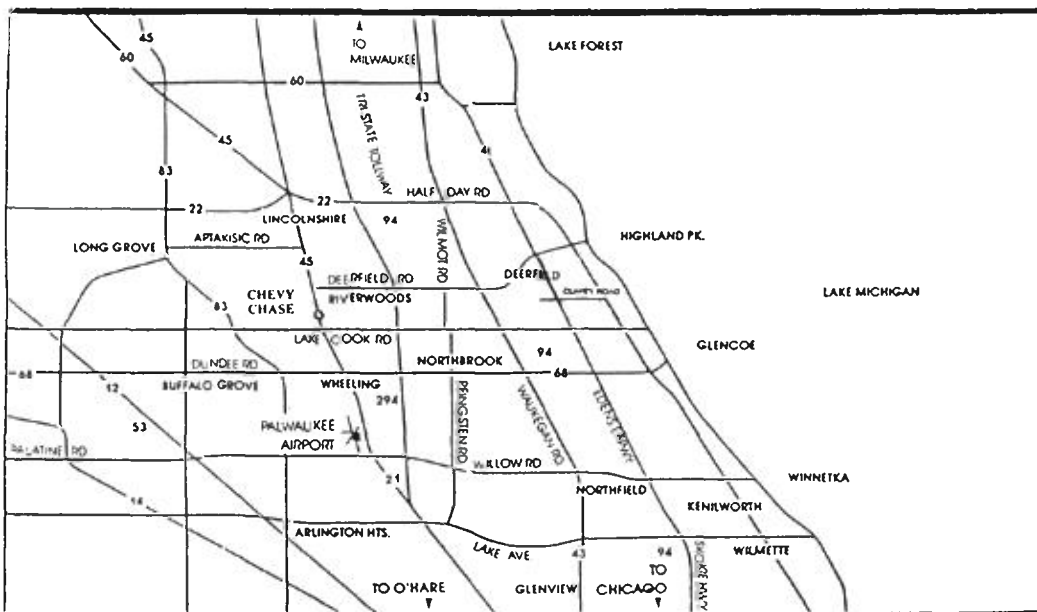 45
LAKE FOREST
TO
MILWAUKEE
60
60
43
TRI STATE TOLLWAY
45
41
83
HALF DAY RD
22
22
LINCOLNSHIRE
94
WILMOT RD
HIGHLAND PK.
LONG GROVE
APTAKISIC RD
45
DEERFIELD RD
DEERFIELD
RIVERWOODS
LAKE MICHIGAN
CHEVY
CHASE
83
LAKE COOK RD
GLENCOE
NORTHBROOK
94
DUNDEE RD
68
68
BUFFALO GROVE
WHEELING
12
294
PFINGSTEN RD
WAUKEGAN RD
EDENS EXPWY
53
PALWAUKEE
AIRPORT
PALATINE RD
WILLOW RD
21
WINNETKA
NORTHFIELD
KENILWORTH
14
ARLINGTON HTS.
LAKE AVE
43
94
WILMETTE
SKOKIE HWY
TO O'HARE
GLENVIEW
TO
CHICAGO